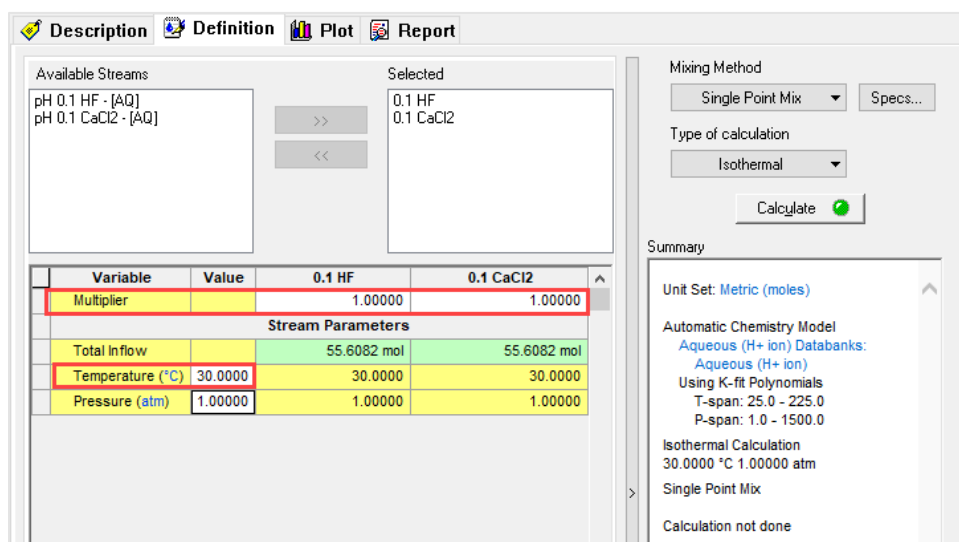 Description Definition Plot Report
Available Streams
Selected
pH 0.1 HF - [AQ]
pH 0.1 CaCl2 - [AQ]
>>
<<
0.1 HF
0.1 CaCl2
Variable Value 0.1 HF 0.1 CaCl2
Multiplier 1.00000 1.00000
Stream Parameters
Total Inflow 55.6082 mol 55.6082 mol
Temperature (°C) 30.0000 30.0000 30.0000
Pressure (atm) 1.00000 1.00000 1.00000
>
Mixing Method
Single Point Mix Specs...
Type of calculation
Isothermal
Calculate
Summary
Unit Set: Metric (moles)
Automatic Chemistry Model
Aqueous (H+ ion) Databanks:
Aqueous (H+ ion)
Using K-fit Polynomials
T-span: 25.0 - 225.0
P-span: 1.0 - 1500.0
Isothermal Calculation
30.0000 °C 1.00000 atm
Single Point Mix
Calculation not done